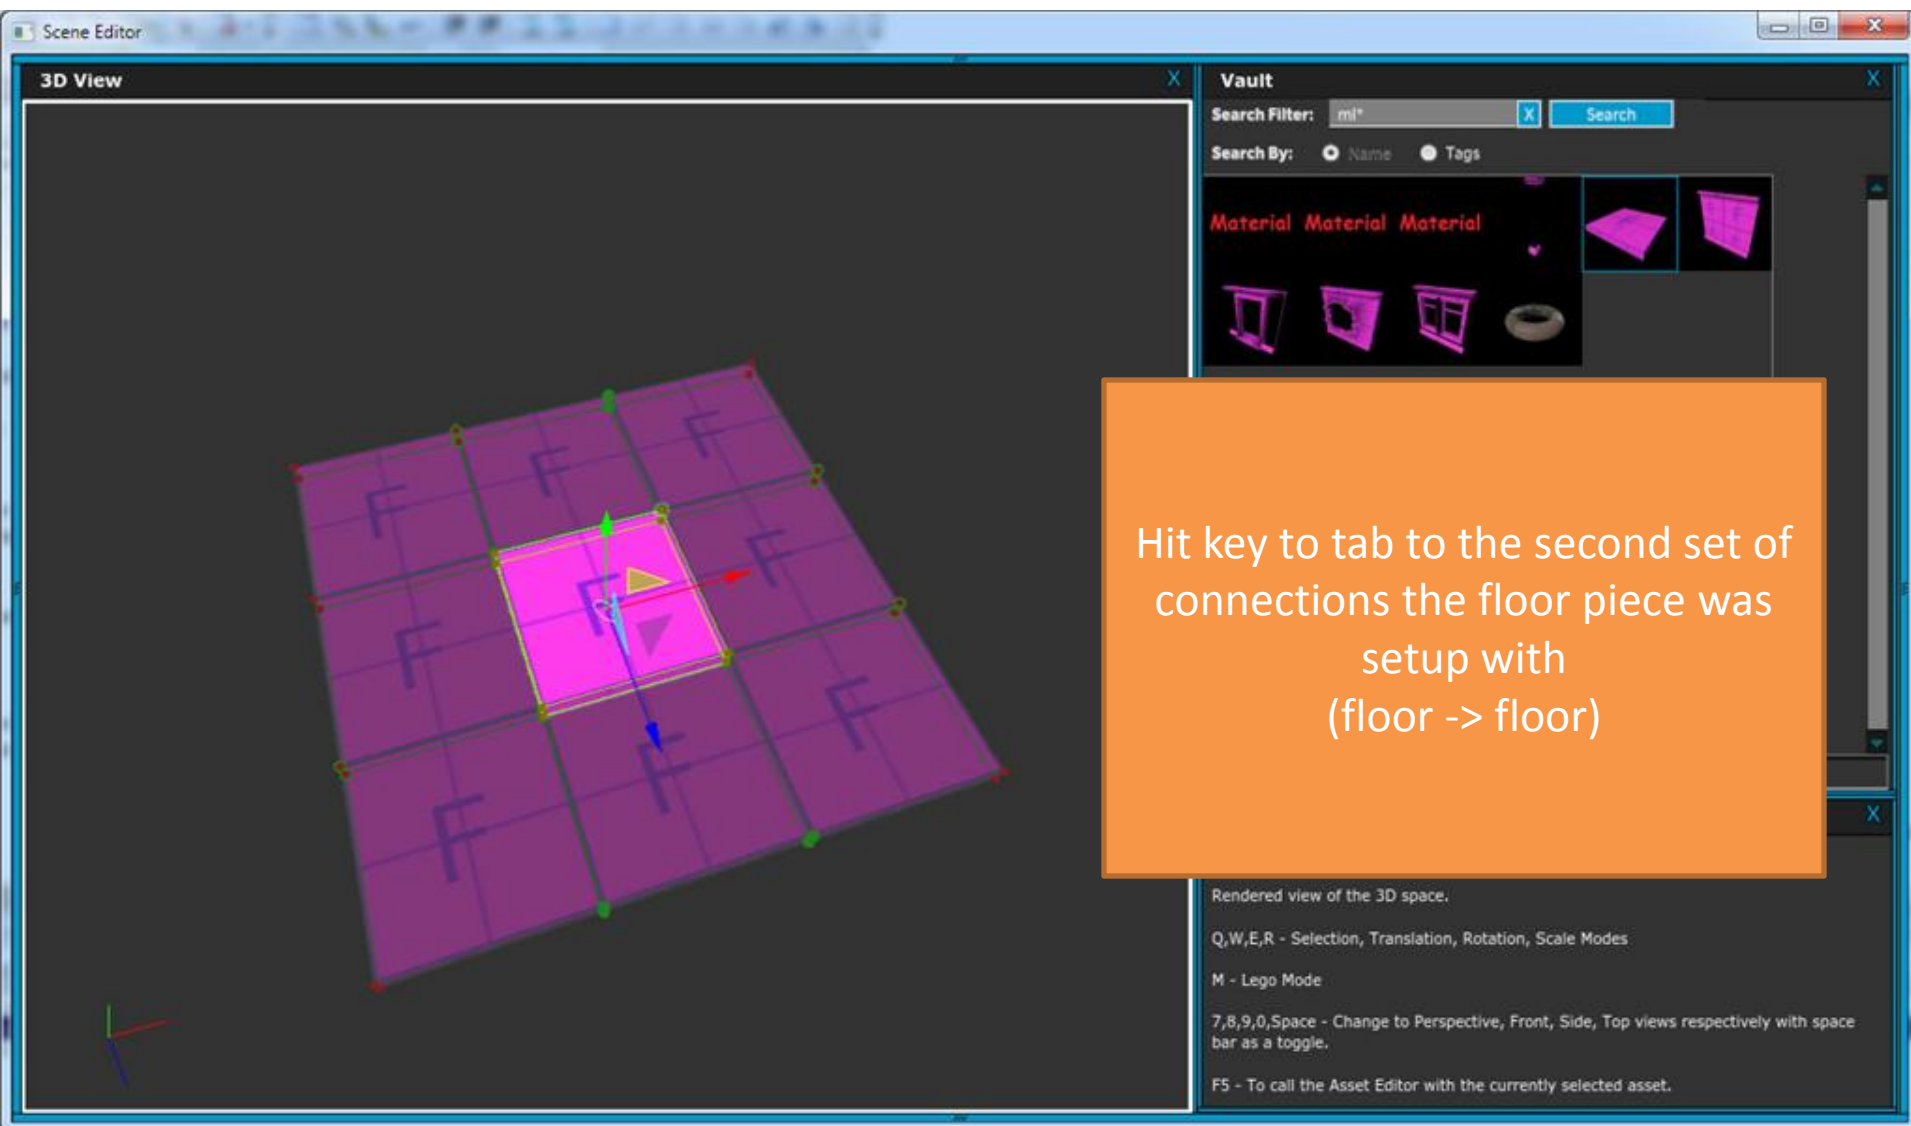 Scene Editor
3D View
X
Vault
X
Search Filter:
ml*
X
Search
Search By:
Name
Tags
Material
Material
Material
F
F
F
F
F
F
F
F
F
Hit key to tab to the second set of
connections the floor piece was
setup with
(floor -> floor)
X
Rendered view of the 3D space.
Q,W,E,R - Selection, Translation, Rotation, Scale Modes
M - Lego Mode
7,8,9,0,Space - Change to Perspective, Front, Side, Top views respectively with space
bar as a toggle.
F5 - To call the Asset Editor with the currently selected asset.